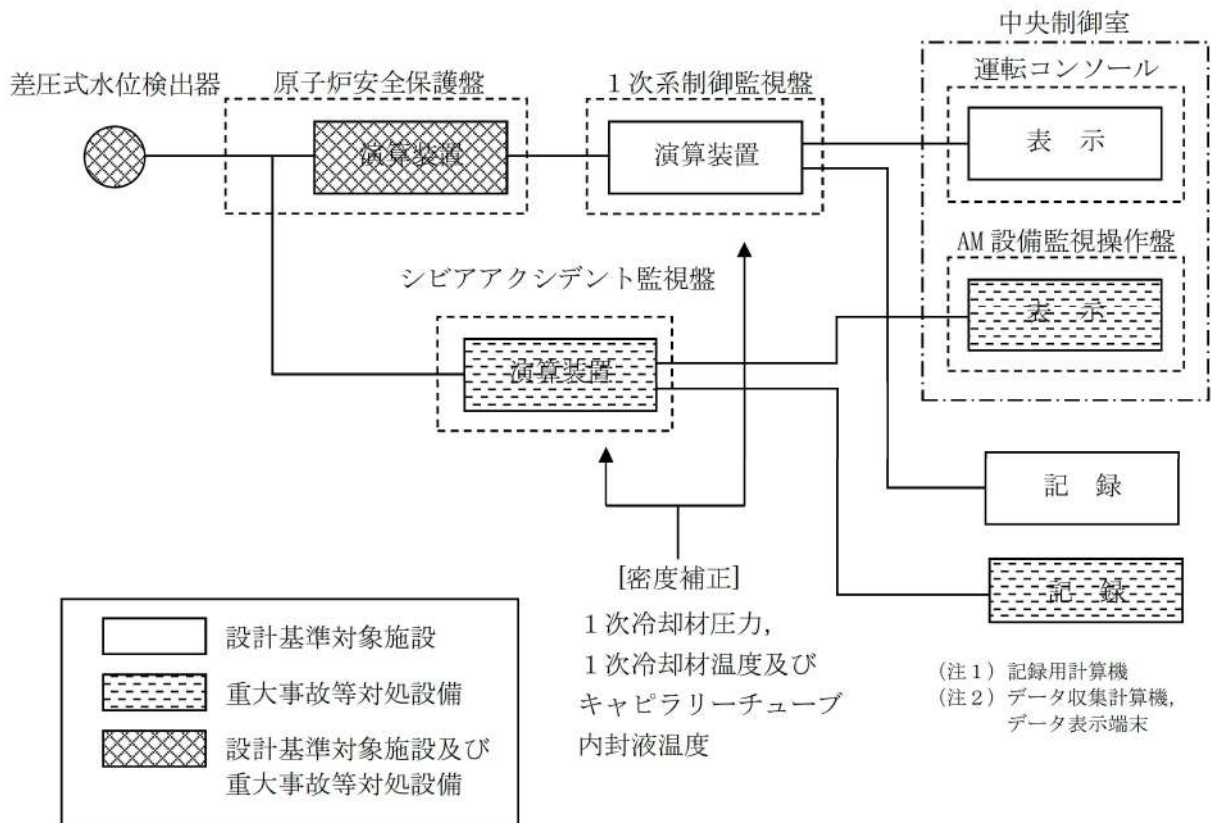 中央制御室
差圧式水位検出器
原子炉安全保護盤
1次系制御監視盤
運転コンソール
演算装置
演算装置
表 示
AM設備監視操作盤
シビアアクシデント監視盤
表 示
演算装置
記 録
記 録
[密度補正]
1次冷却材圧力,
1次冷却材温度及び
キャピラリーチューブ
内封液温度
設計基準対象施設
重大事故等対処設備
設計基準対象施設及び
重大事故等対処設備
(注1) 記録用計算機
(注2) データ収集計算機,
データ表示端末